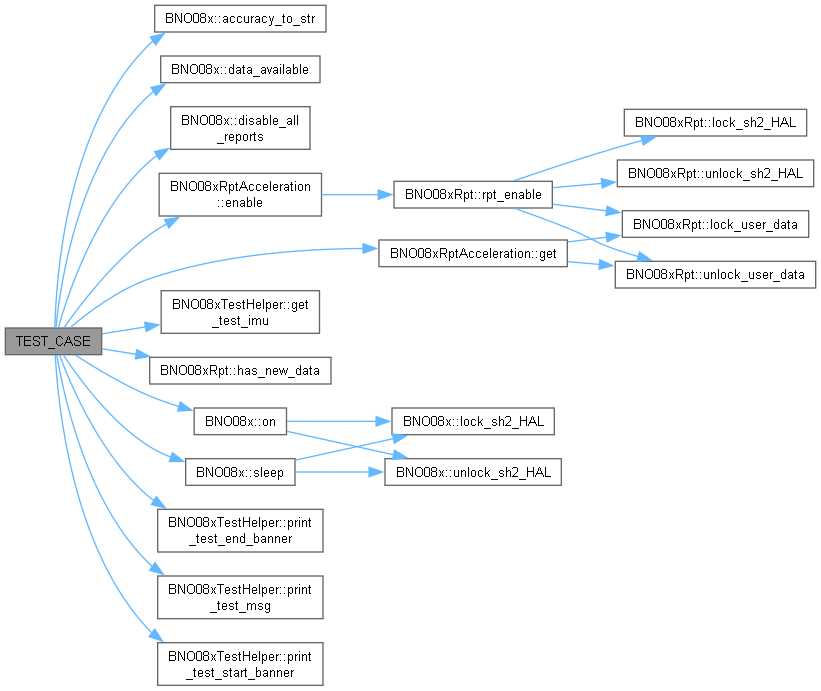 BNO08x::accuracy_to_str
BNO08x::data_available
BNO08x::disable_all
_reports
BNO08xRptAcceleration
::enable
BNO08xRpt::rpt_enable
BNO08xRpt::lock_sh2_HAL
BNO08xRpt::unlock_sh2_HAL
BNO08xRpt::lock_user_data
BNO08xRpt::unlock_user_data
BNO08xRptAcceleration::get
BNO08xTestHelper::get
_test_imu
TEST_CASE
BNO08xRpt::has_new_data
BNO08x::on
BNO08x::lock_sh2_HAL
BNO08x::sleep
BNO08x::unlock_sh2_HAL
BNO08xTestHelper::print
_test_end_banner
BNO08xTestHelper::print
_test_msg
BNO08xTestHelper::print
_test_start_banner